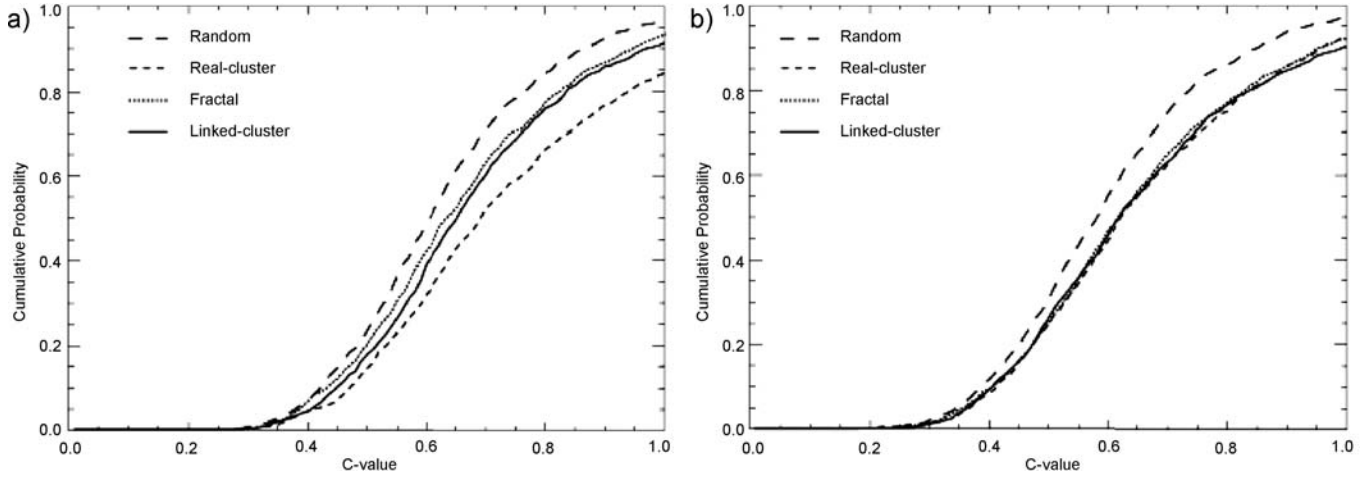 a)
Random
Real-cluster
Fractal
Linked-cluster
Cumulative Probability
1.0
0.8
0.6
0.4
0.2
0.0
0.0 0.2 0.4 0.6 0.8 1.0
C-value
b)
Random
Real-cluster
Fractal
Linked-cluster
Cumulative Probability
1.0
0.8
0.6
0.4
0.2
0.0
0.0 0.2 0.4 0.6 0.8 1.0
C-value